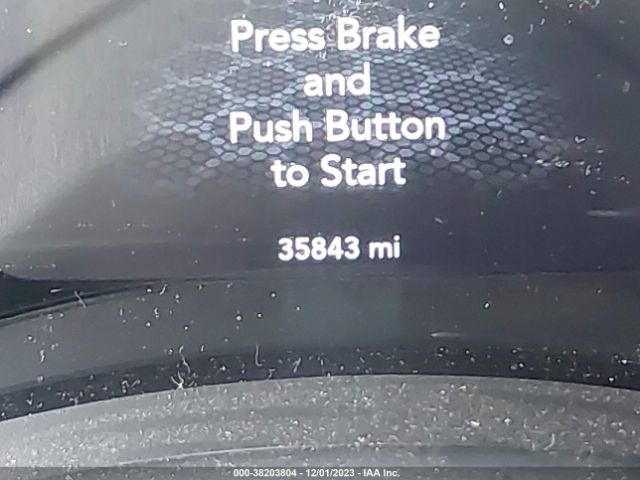 Press Brake
and
Push Button
to Start
35843 mi
000-38203804 - 12/01/2023 - IAA Inc.